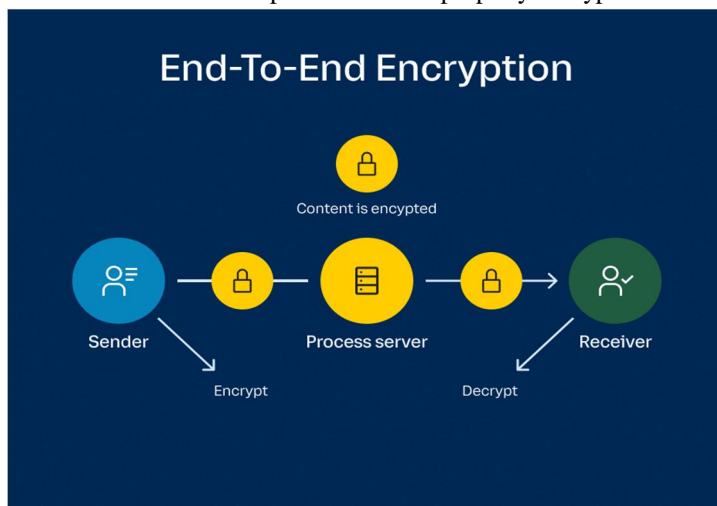 End-To-End Encryption
Content is encypted
Sender
Process server
Receiver
Encrypt
Decrypt